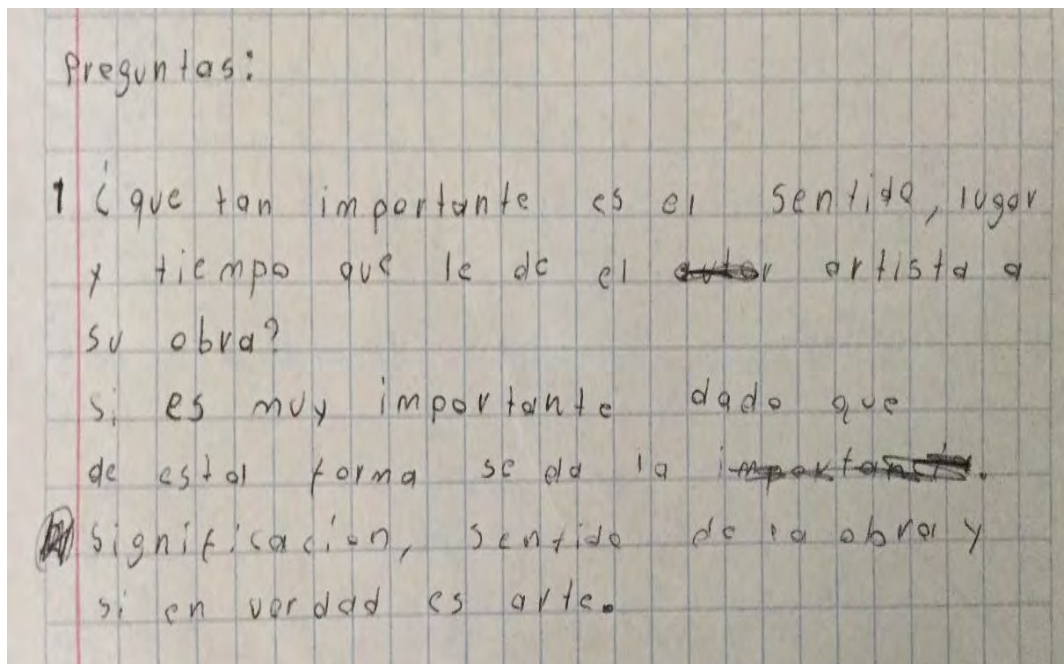 Preguntas:
1 ¿que tan importante es el sentido, lugar
y tiempo que le de el autor artista a
su obra?
si es muy importante dado que
de esta forma se da la
significación, sentido de la obra y
si en verdad es arte.